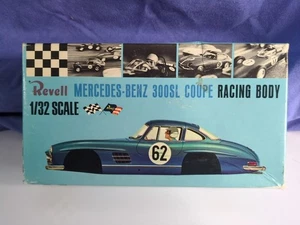 Revell MERCEDES-BENZ 300SL COUPE RACING BODY
1/32 SCALE
62